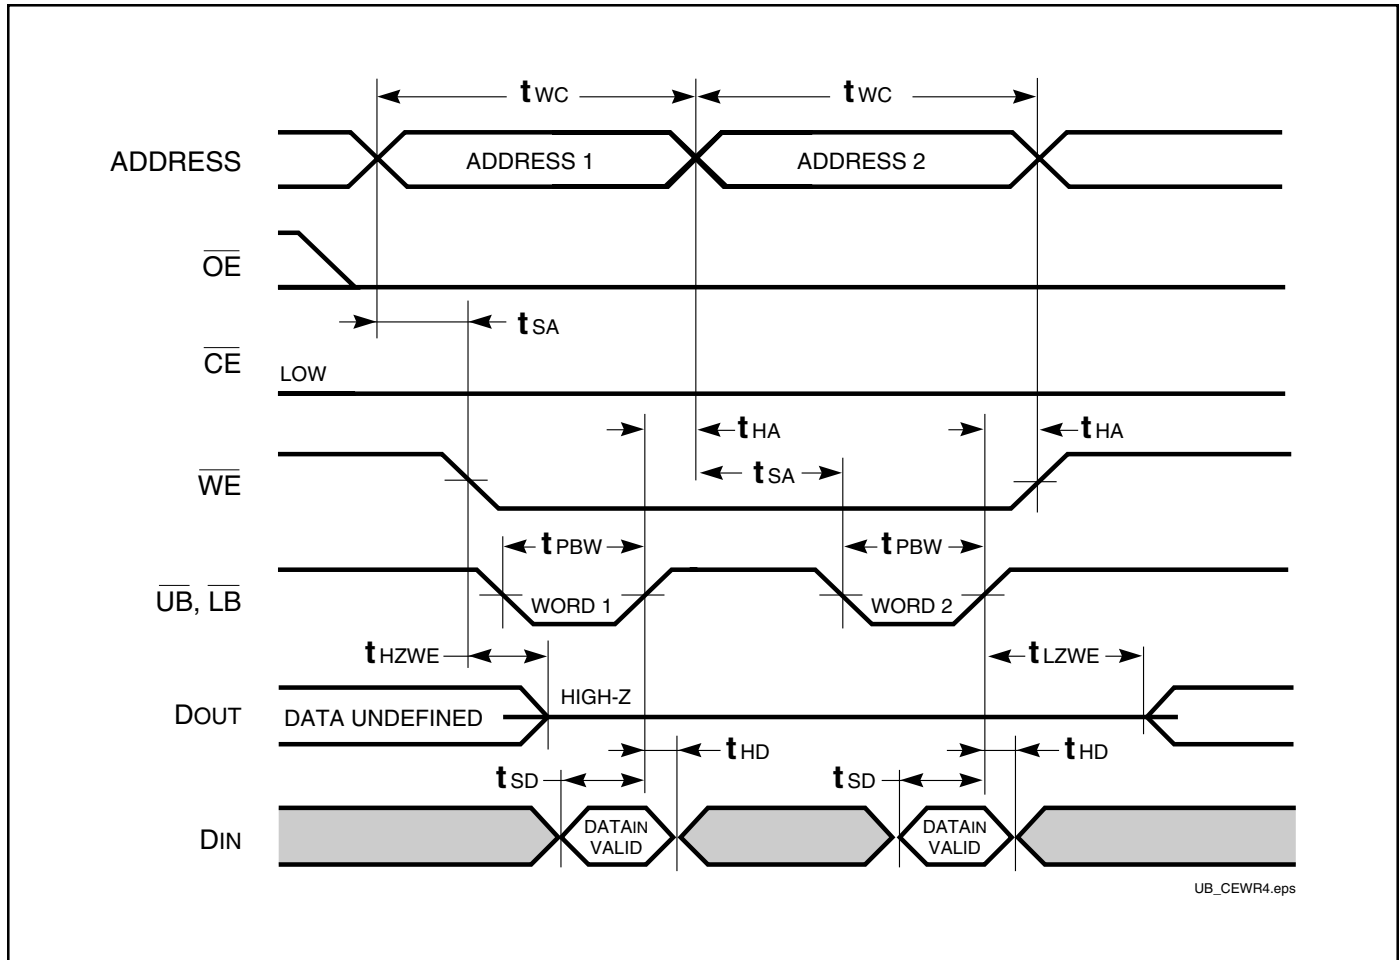 tWC tWC
ADDRESS ADDRESS 1 ADDRESS 2
OE
tSA
CE LOW
tHA tHA
WE tSA
tPBW tPBW
UB, LB WORD 1 WORD 2
tHZWE tLZWE
DOUT DATA UNDEFINED HIGH-Z
tHD tHD
tSD tSD
DIN DATAIN VALID DATAIN VALID
UB_CEWR4.eps